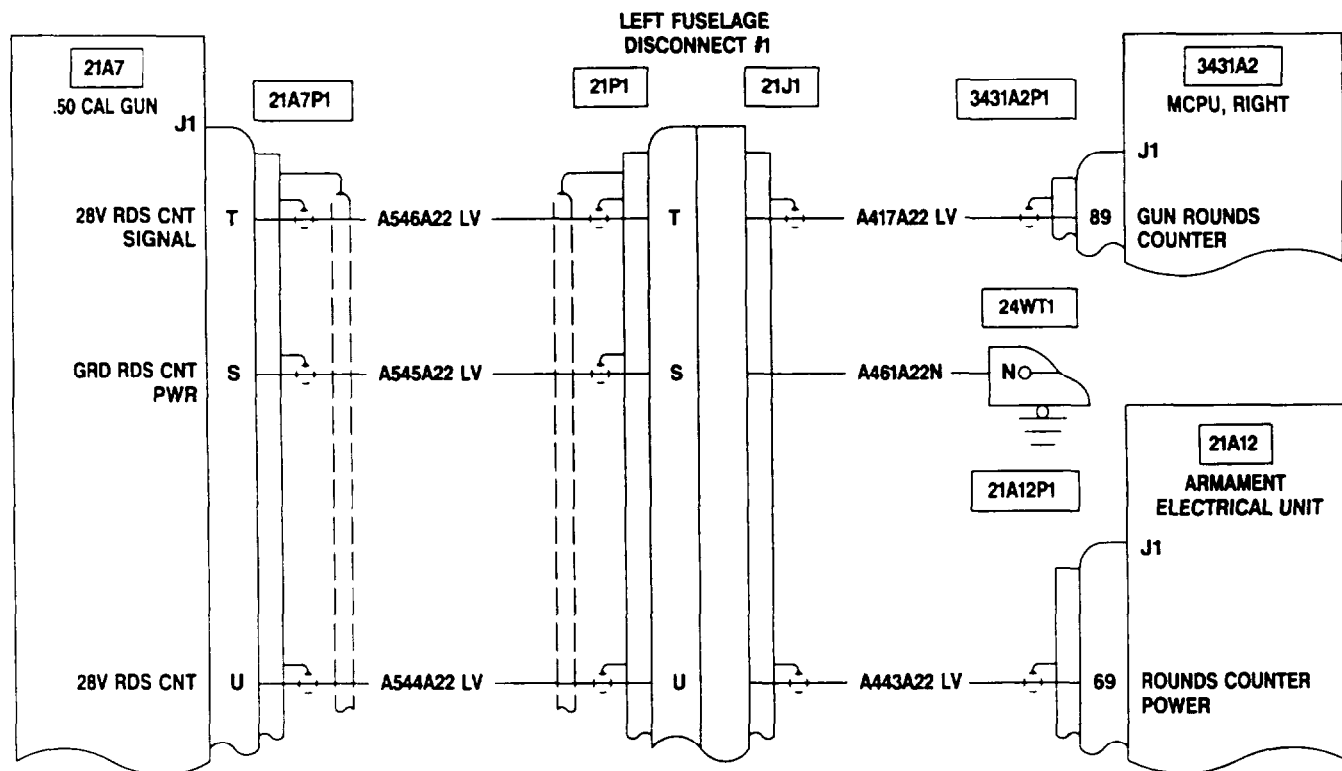 LEFT FUSELAGE
DISCONNECT #1
21A7
.50 CAL GUN
J1
21A7P1
21P1
21J1
3431A2P1
3431A2
MCPU, RIGHT
J1
28V RDS CNT
SIGNAL
T
A546A22 LV
T
A417A22 LV
89
GUN ROUNDS
COUNTER
24WT1
GRD RDS CNT
PWR
S
A545A22 LV
S
A461A22N
N
21A12
ARMAMENT
ELECTRICAL UNIT
21A12P1
J1
28V RDS CNT
U
A544A22 LV
U
A443A22 LV
69
ROUNDS COUNTER
POWER